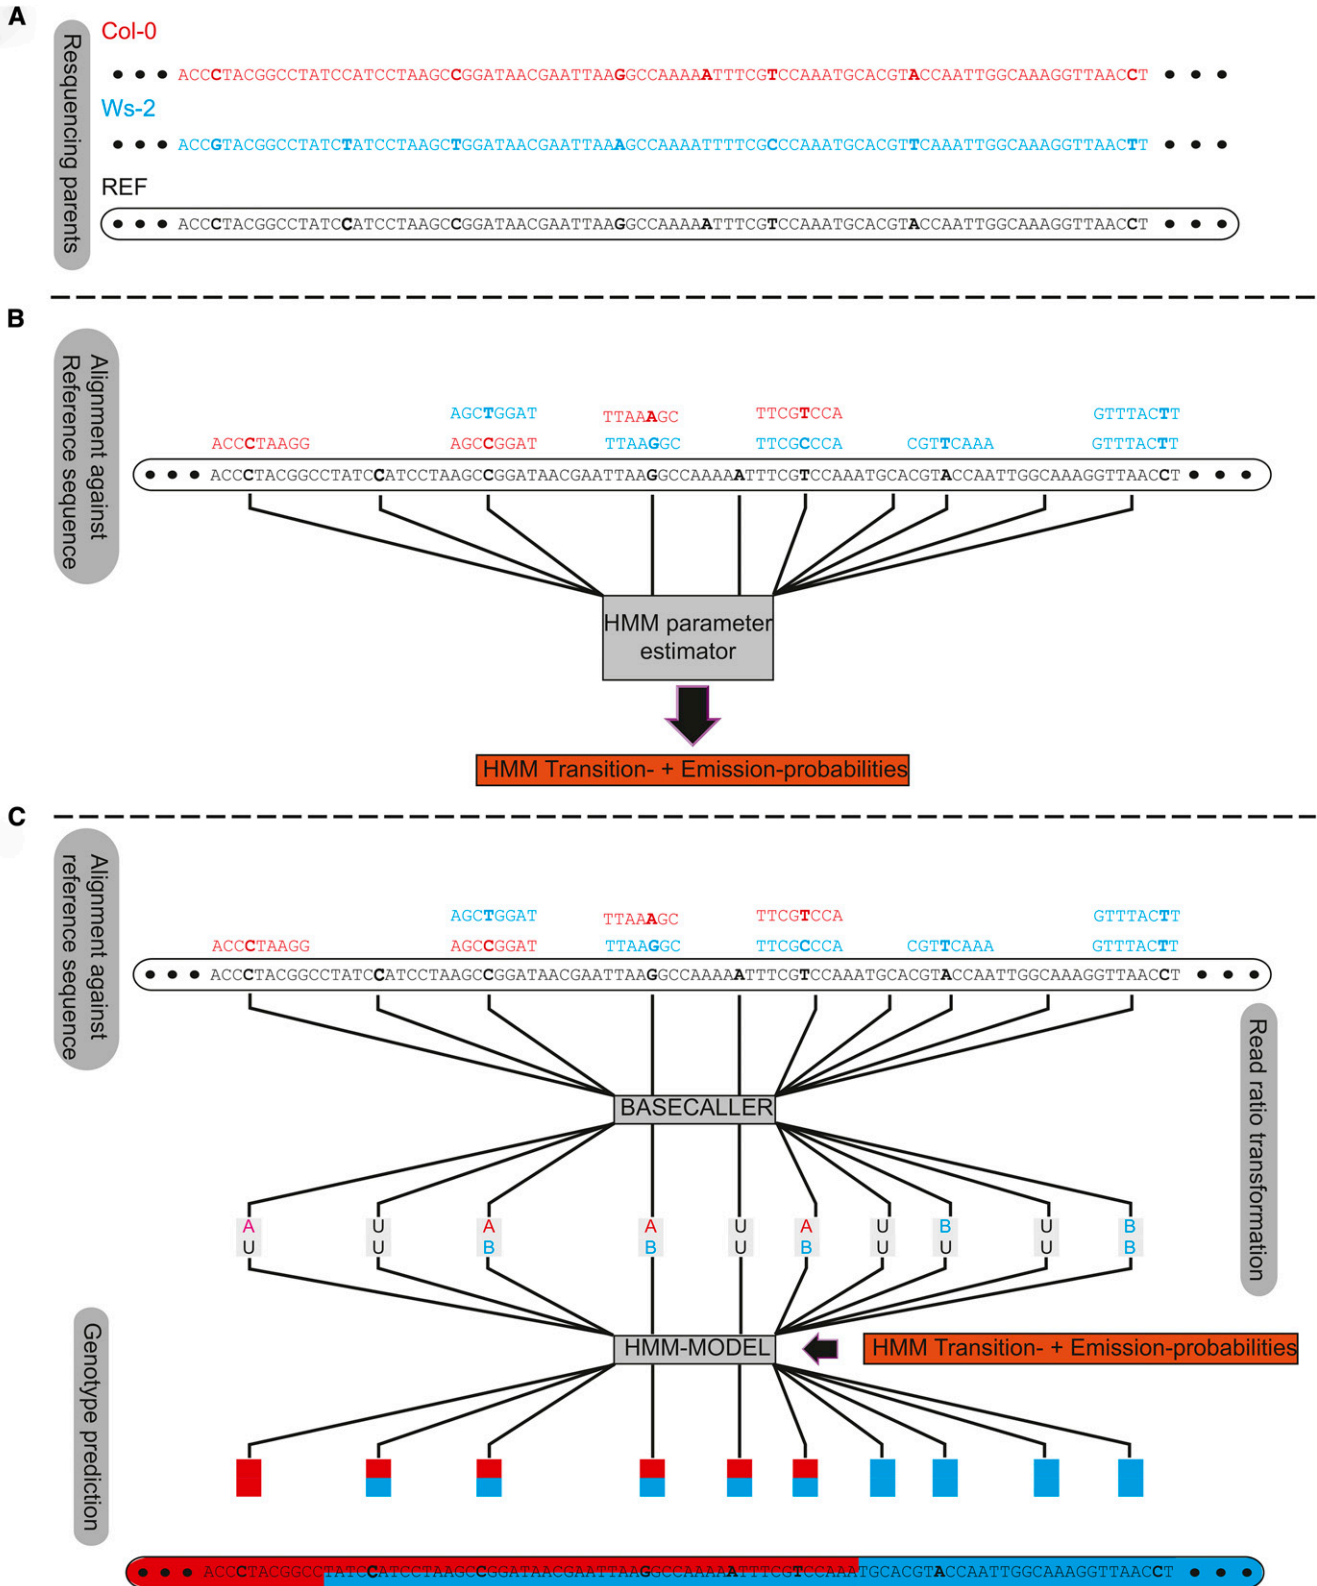 A
Resquencing parents
Col-0
• • • ACCCTACGGCCTATCCATCCTAAGCCGGATAACGAATTAAGGCCAAAAATTTCGTCCAAATGCACGTACCAATTGGCAAAGGTTAACCT • • •
Ws-2
• • • ACCGTACGGCCTATCTATCCTAAGCTGGATAACGAATTAAAGCCAAAATTTTCGCCCAAATGCACGTTCAAATTGGCAAAGGTTAACTT • • •
REF
• • • ACCCTACGGCCTATCCATCCTAAGCCGGATAACGAATTAAGGCCAAAAATTTCGTCCAAATGCACGTACCAATTGGCAAAGGTTAACCT • • •
B
Alignment against
Reference sequence
AGCTGGAT TTAAAGC TTCGTCCA GTTTACTT
ACCCTAAGG AGCCGGAT TTAAGGC TTCGCCCA CGTTCAAA GTTTACTT
• • • ACCCTACGGCCTATCCATCCTAAGCCGGATAACGAATTAAGGCCAAAAATTTCGTCCAAATGCACGTACCAATTGGCAAAGGTTAACCT • • •
HMM parameter
estimator
HMM Transition- + Emission-probabilities
C
Alignment against
reference sequence
AGCTGGAT TTAAAGC TTCGTCCA GTTTACTT
ACCCTAAGG AGCCGGAT TTAAGGC TTCGCCCA CGTTCAAA GTTTACTT
• • • ACCCTACGGCCTATCCATCCTAAGCCGGATAACGAATTAAGGCCAAAAATTTCGTCCAAATGCACGTACCAATTGGCAAAGGTTAACCT • • •
Read ratio transformation
BASECALLER
A U A A U A U B U B
U U B B U B U U U B
Genotype prediction
HMM-MODEL
HMM Transition- + Emission-probabilities
• • • ACCCTACGGCCTATCCATCCTAAGCCGGATAACGAATTAAGGCCAAAAATTTCGTCCAAATGCACGTACCAATTGGCAAAGGTTAACCT • • •